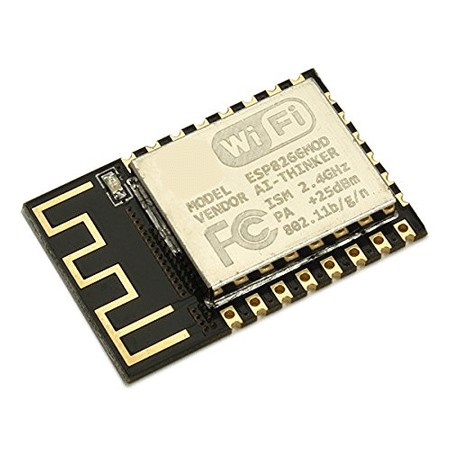 WiFi
MODEL ESP8266MOD
VENDOR AI-THINKER
ISM 2.4GHz
PA +25dBm
802.11b/g/n
FC